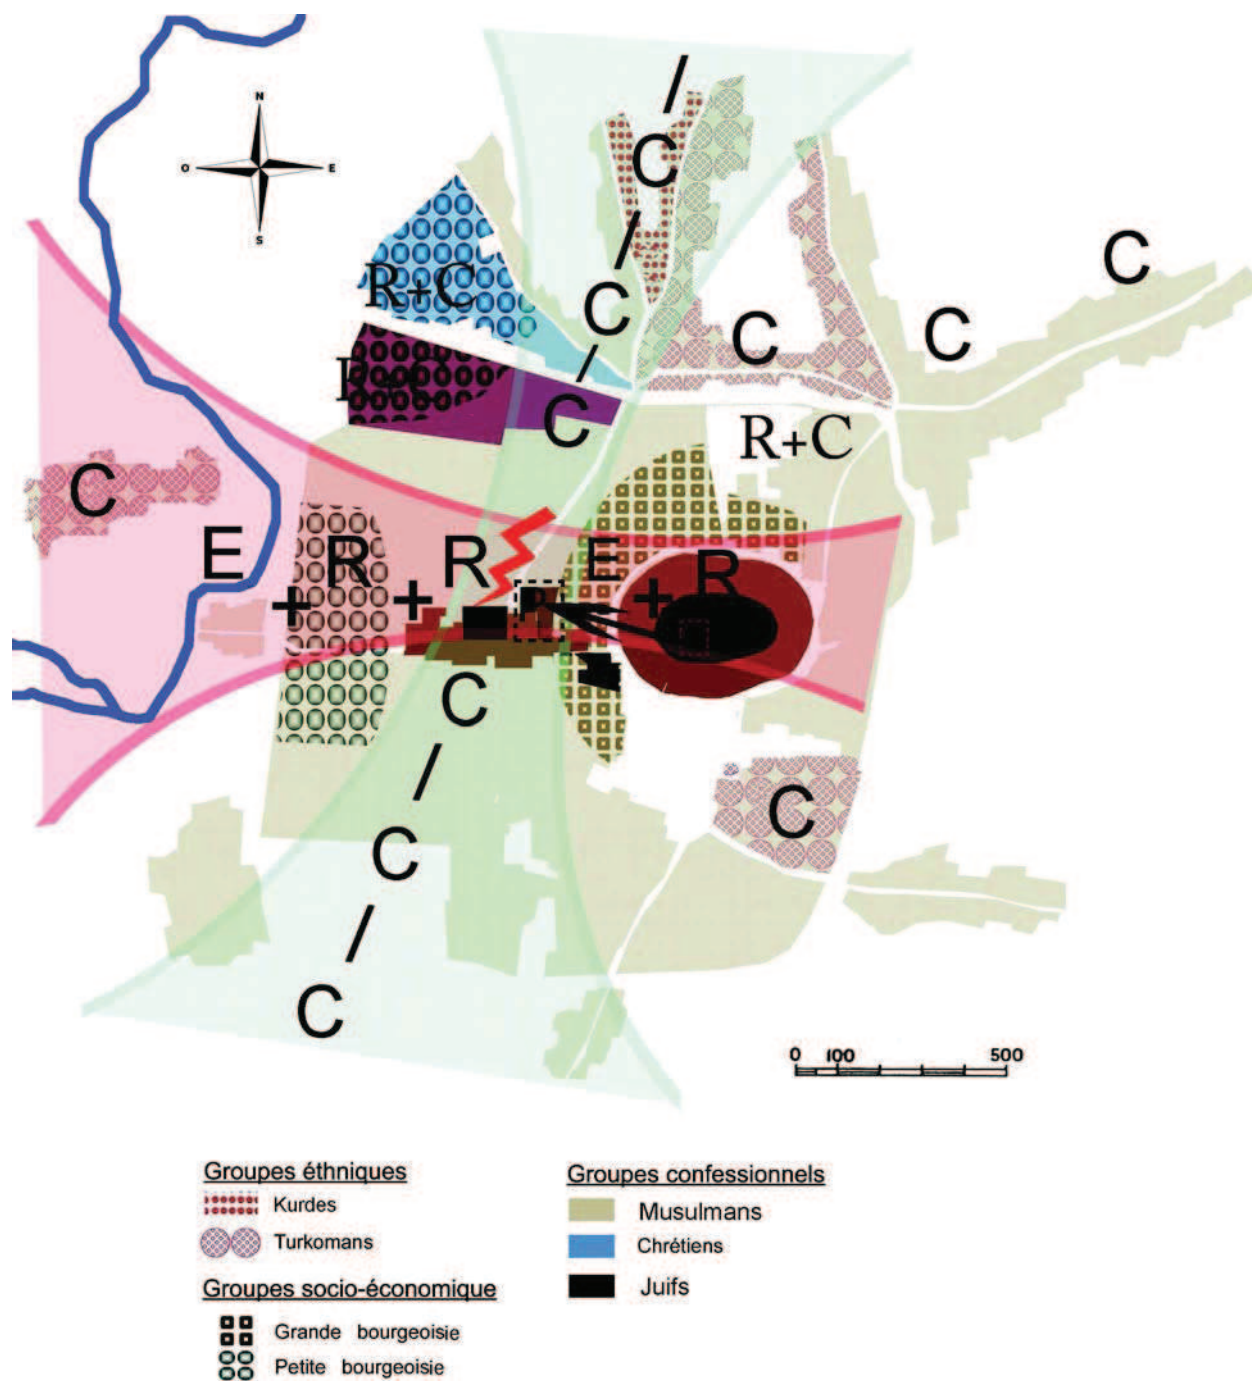 N
O E
S
/
C
/
C
/
C
R+C
C
C
C
R+C
C
R+C
C
E + R + R E + R
C
/
C
C
/
C
0 100 500
Groupes éthniques
Kurdes
Turkomans
Groupes socio-économique
Grande bourgeoisie
Petite bourgeoisie
Groupes confessionnels
Musulmans
Chrétiens
Juifs